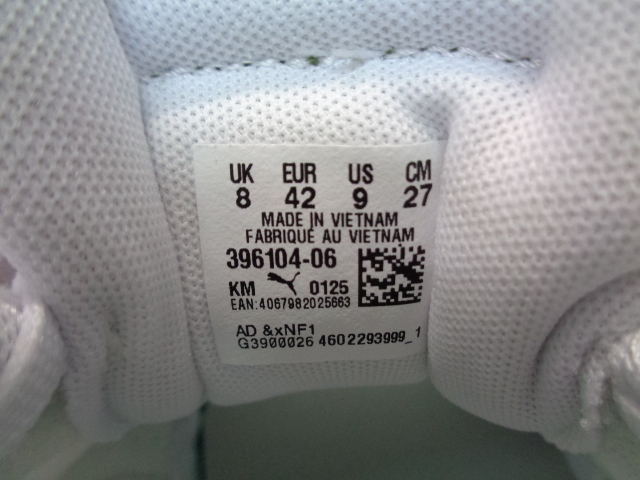 UK EUR US CM
8 42 9 27
MADE IN VIETNAM
FABRIQUÉ AU VIETNAM
396104-06
KM 0125
EAN:4067982025663
AD &xNF1
G3900026 4602293999_1